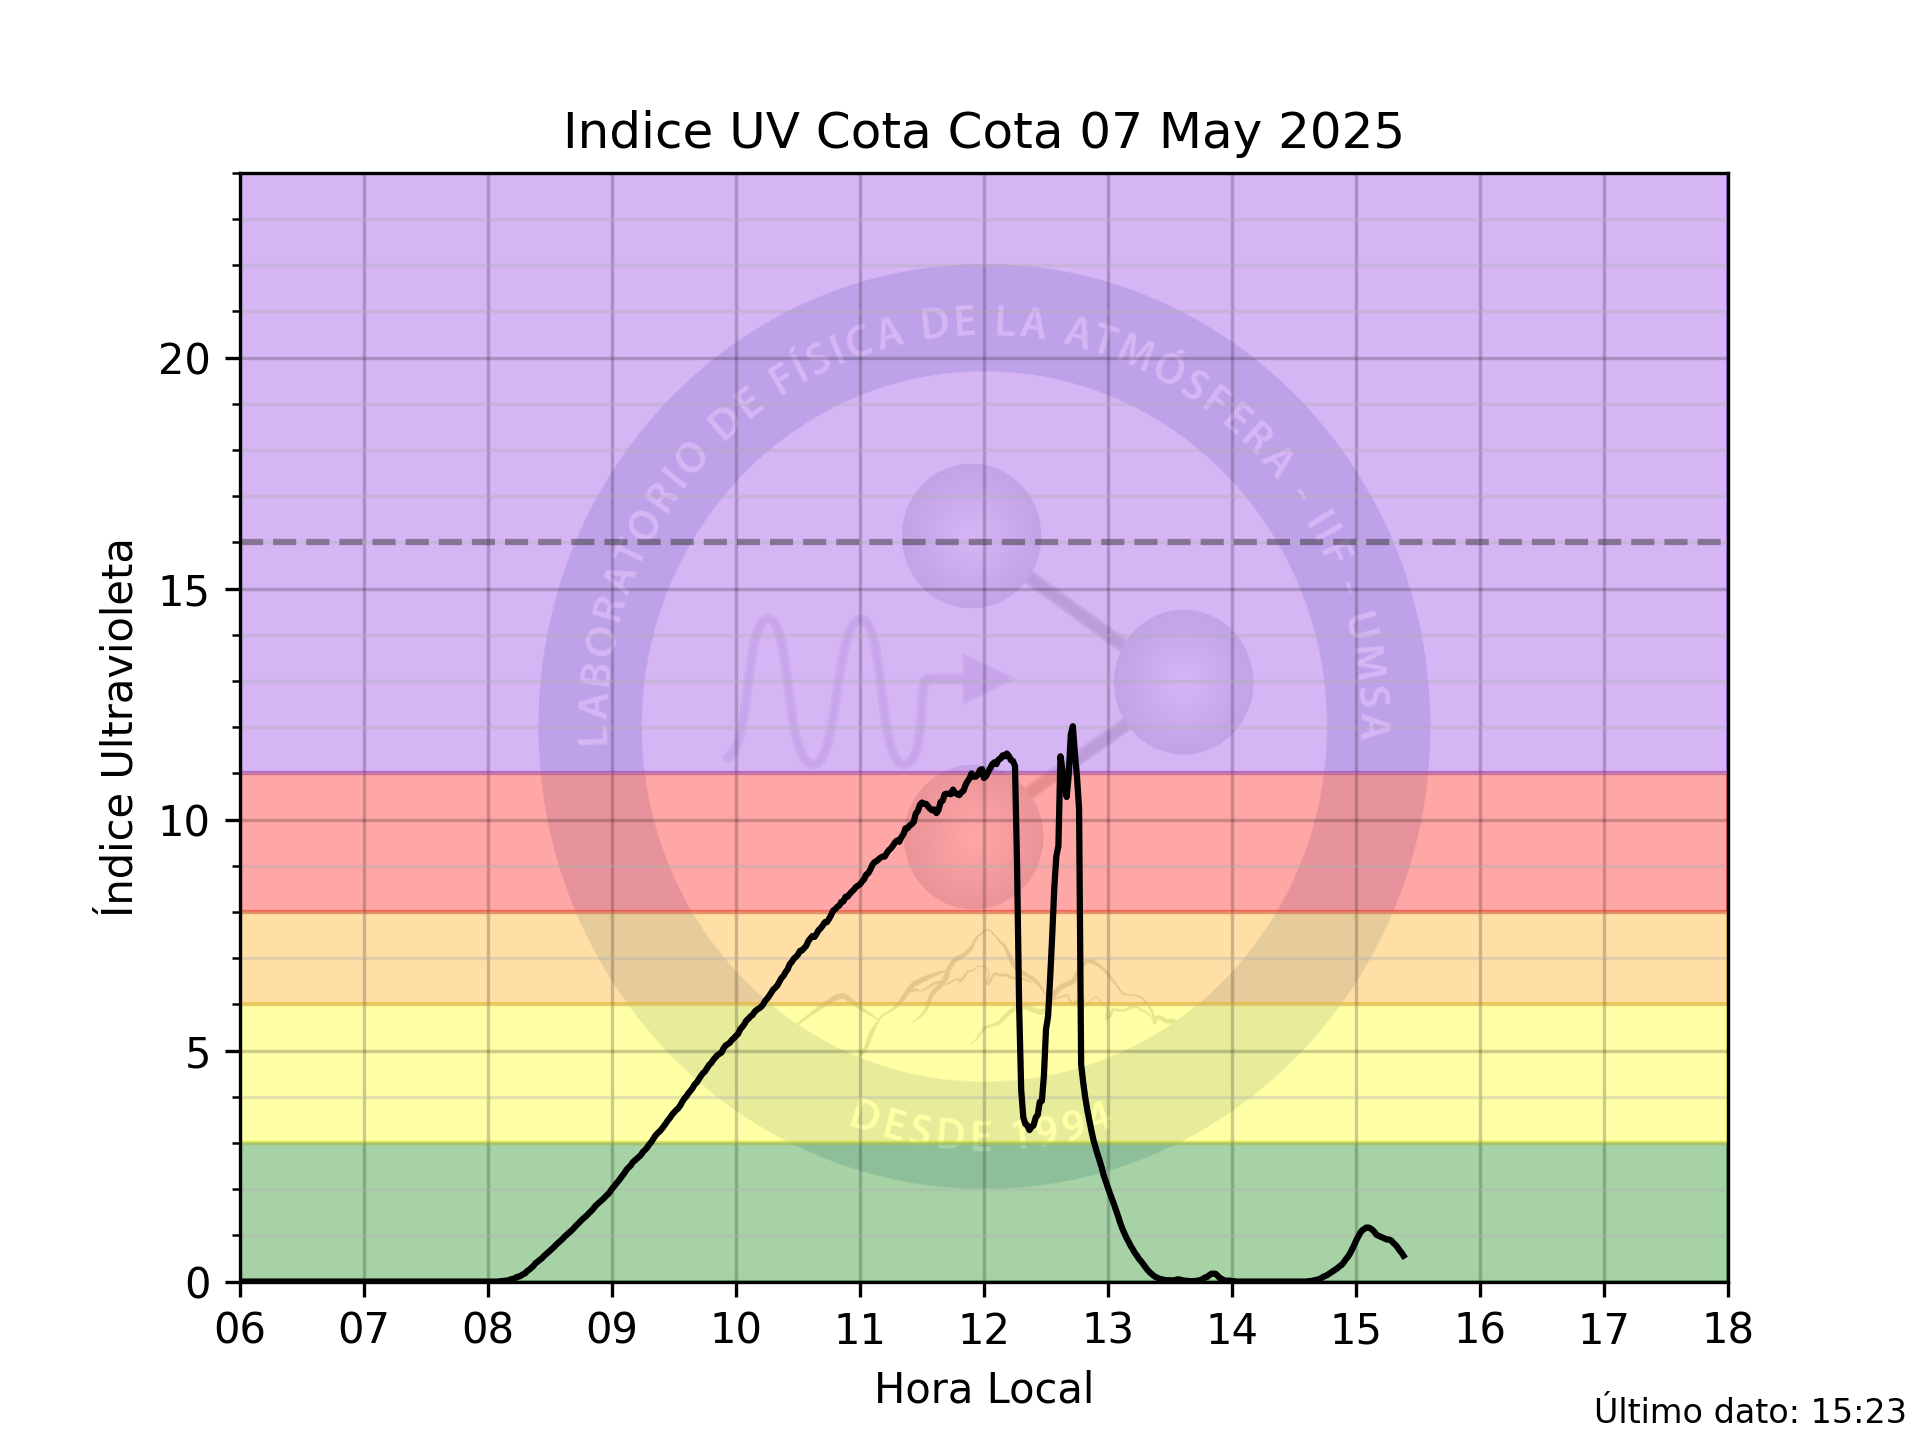 Indice UV Cota Cota 07 May 2025
Índice Ultravioleta
20
15
10
5
0
LABORATORIO DE FÍSICA DE LA ATMÓSFERA - IIF - UMSA
DESDE 1994
06 07 08 09 10 11 12 13 14 15 16 17 18
Hora Local
Último dato: 15:23